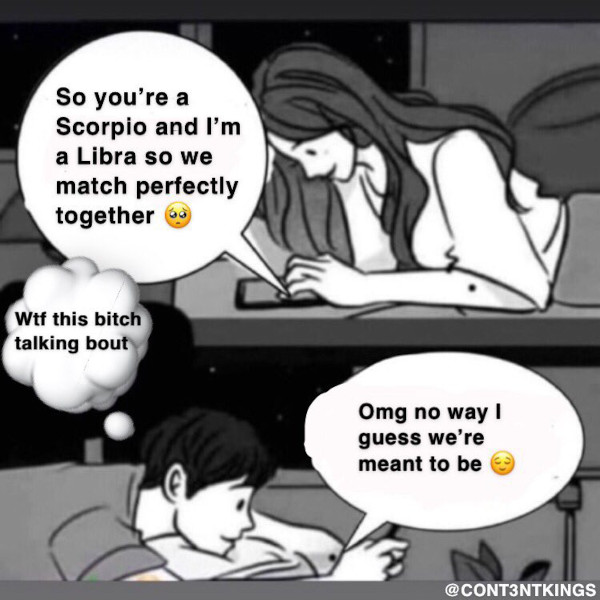 So you’re a
Scorpio and I’m
a Libra so we
match perfectly
together 🥺
Wtf this bitch
talking bout
Omg no way I
guess we’re
meant to be 😌
@CONT3NTKINGS